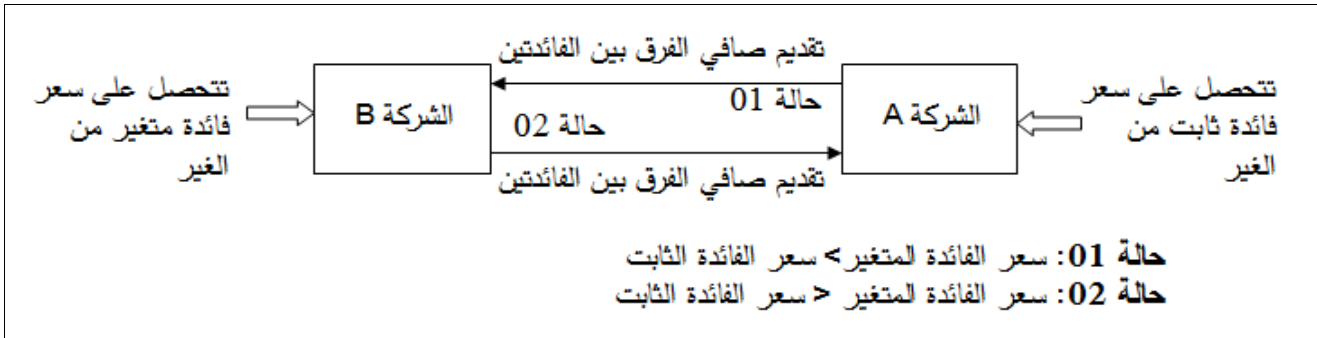 تقديم صافي الفرق بين الفائدتين
تتحصل على سعر
فائدة ثابت من
الغير
الشركة A
حالة 01
حالة 02
الشركة B
تتحصل على سعر
فائدة متغير من
الغير
تقديم صافي الفرق بين الفائدتين
حالة 01: سعر الفائدة المتغير> سعر الفائدة الثابت
حالة 02: سعر الفائدة المتغير < سعر الفائدة الثابت